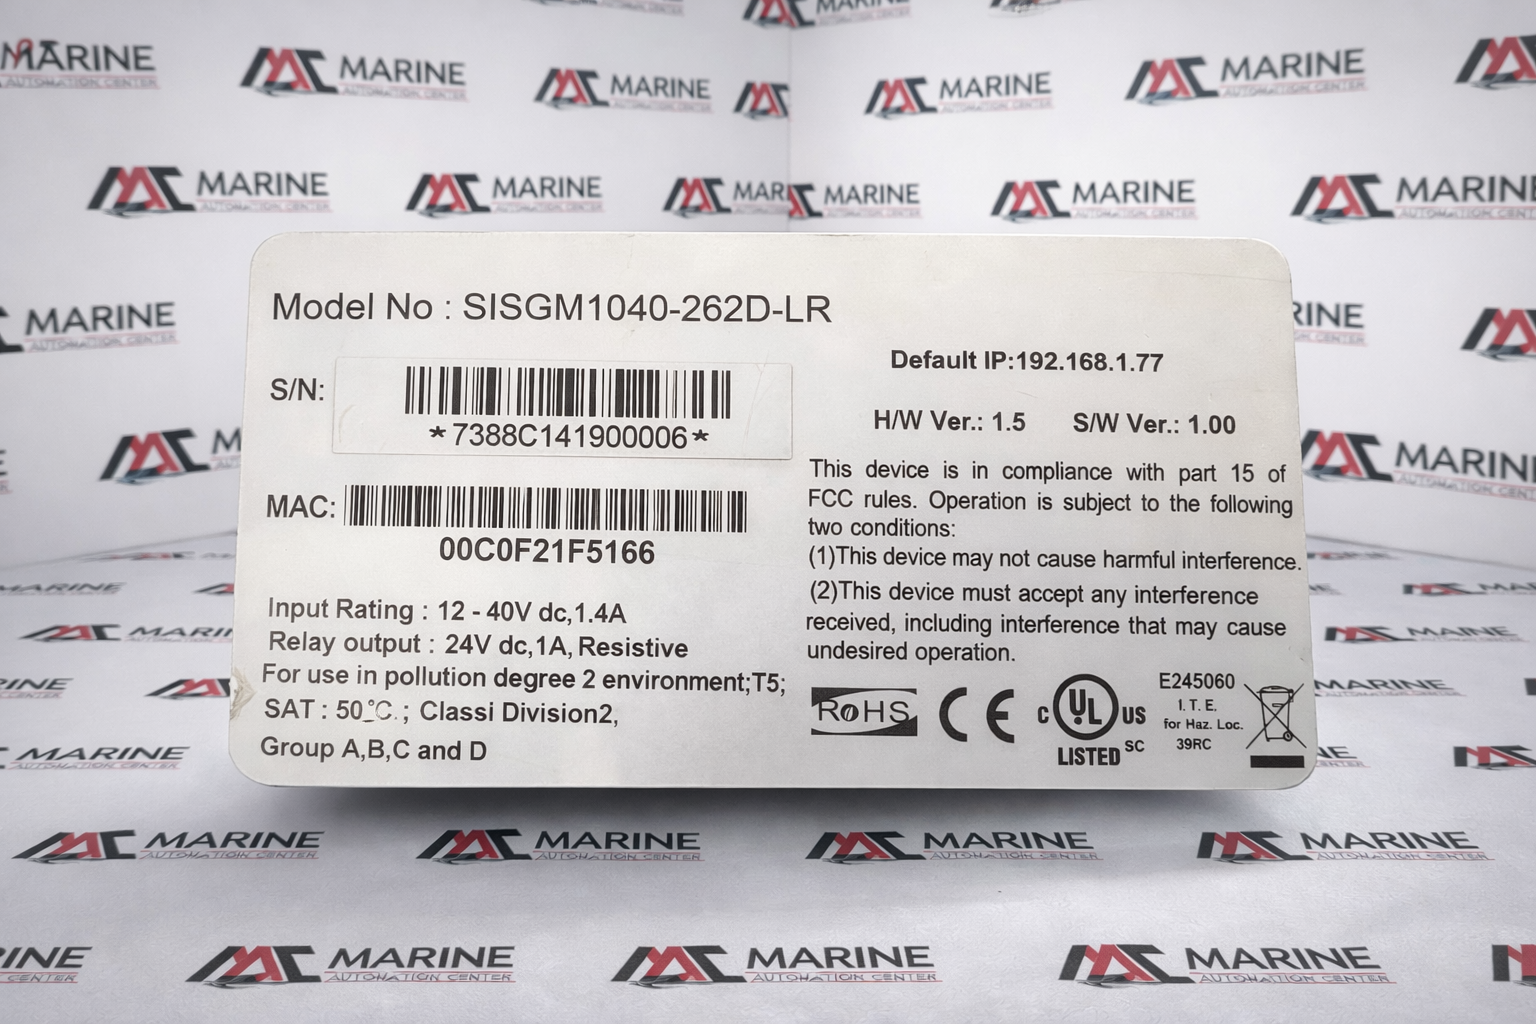 Model No : SISGM1040-262D-LR
S/N:
*7388C141900006*
MAC:
00C0F21F5166
Input Rating : 12 - 40V dc,1.4A
Relay output : 24V dc,1A, Resistive
For use in pollution degree 2 environment;T5;
SAT : 50°C. ; Classi Division2,
Group A,B,C and D
Default IP:192.168.1.77
H/W Ver.: 1.5 S/W Ver.: 1.00
This device is in compliance with part 15 of
FCC rules. Operation is subject to the following
two conditions:
(1)This device may not cause harmful interference.
(2)This device must accept any interference
received, including interference that may cause
undesired operation.
RoHS
CE
C UL US
LISTED SC
E245060
I. T. E.
for Haz. Loc.
39RC
MAC MARINE
AUTOMATION CENTER